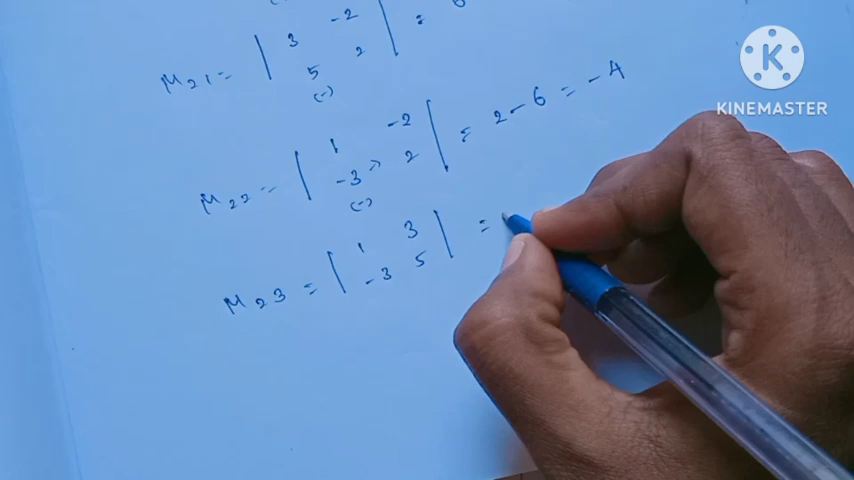 M21 = | 3 -2 | = 6
5 2
(-)
M22 = | 1 -2 | = 2 - 6 = -4
-3 2
(-)
M23 = | 1 3 | =
-3 5
KINEMASTER